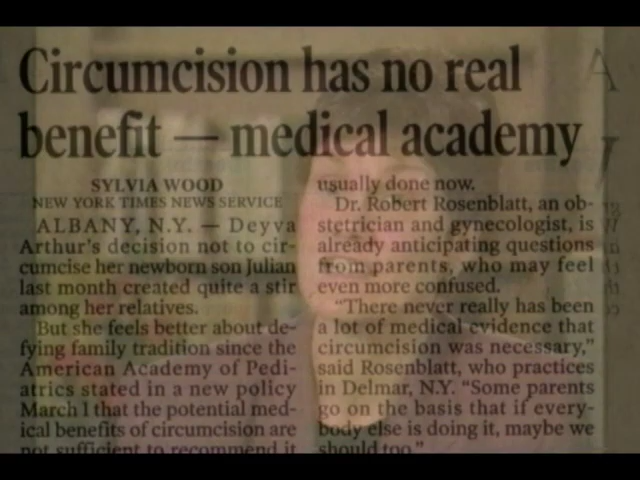 Circumcision has no real
benefit — medical academy
SYLVIA WOOD
NEW YORK TIMES NEWS SERVICE
ALBANY, N.Y. — Deyva
Arthur's decision not to cir-
cumcise her newborn son Julian
last month created quite a stir
among her relatives.
But she feels better about de-
fying family tradition since the
American Academy of Pedi-
atrics stated in a new policy
March 1 that the potential med-
ical benefits of circumcision are
not sufficient to recommend it
usually done now.
Dr. Robert Rosenblatt, an ob-
stetrician and gynecologist, is
already anticipating questions
from parents, who may feel
even more confused.
"There never really has been
a lot of medical evidence that
circumcision was necessary,"
said Rosenblatt, who practices
in Delmar, N.Y. "Some parents
go on the basis that if every-
body else is doing it, maybe we
should too."